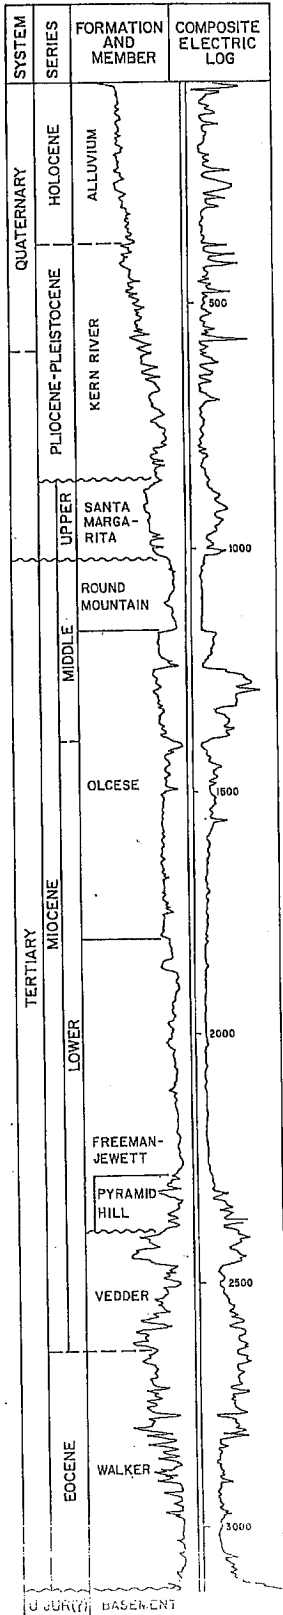 SYSTEM
SERIES
FORMATION
AND
MEMBER
COMPOSITE
ELECTRIC
LOG
QUATERNARY
HOLOCENE
ALLUVIUM
PLIOCENE-PLEISTOCENE
KERN RIVER
500
UPPER
SANTA
MARGA-
RITA
1000
TERTIARY
MIOCENE
MIDDLE
ROUND
MOUNTAIN
OLCESE
1500
LOWER
2000
FREEMAN-
JEWETT
PYRAMID
HILL
VEDDER
2500
EOCENE
WALKER
3000
U JUR(?)
BASEMENT